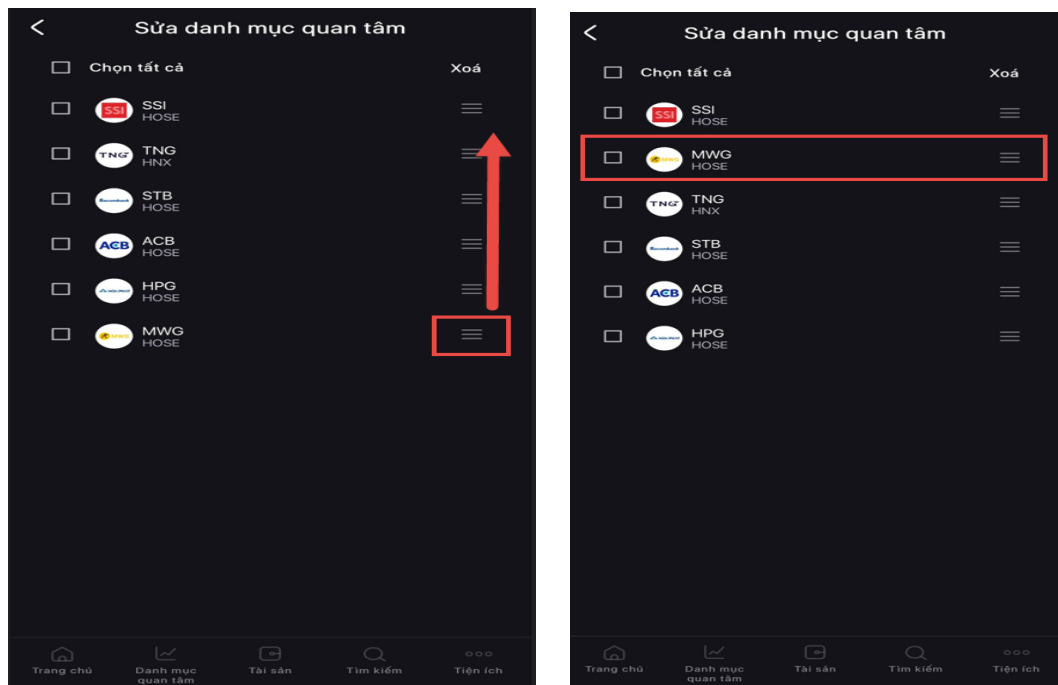 Sửa danh mục quan tâm
Chọn tất cả Xoá
SSI SSI
HOSE
TNG TNG
HNX
STB
HOSE
ACB ACB
HOSE
HPG
HOSE
MWG MWG
HOSE
Trang chủ Danh mục quan tâm Tài sản Tìm kiếm Tiện ích
Sửa danh mục quan tâm
Chọn tất cả Xoá
SSI SSI
HOSE
MWG MWG
HOSE
TNG TNG
HNX
STB
HOSE
ACB ACB
HOSE
HPG
HOSE
Trang chủ Danh mục quan tâm Tài sản Tìm kiếm Tiện ích